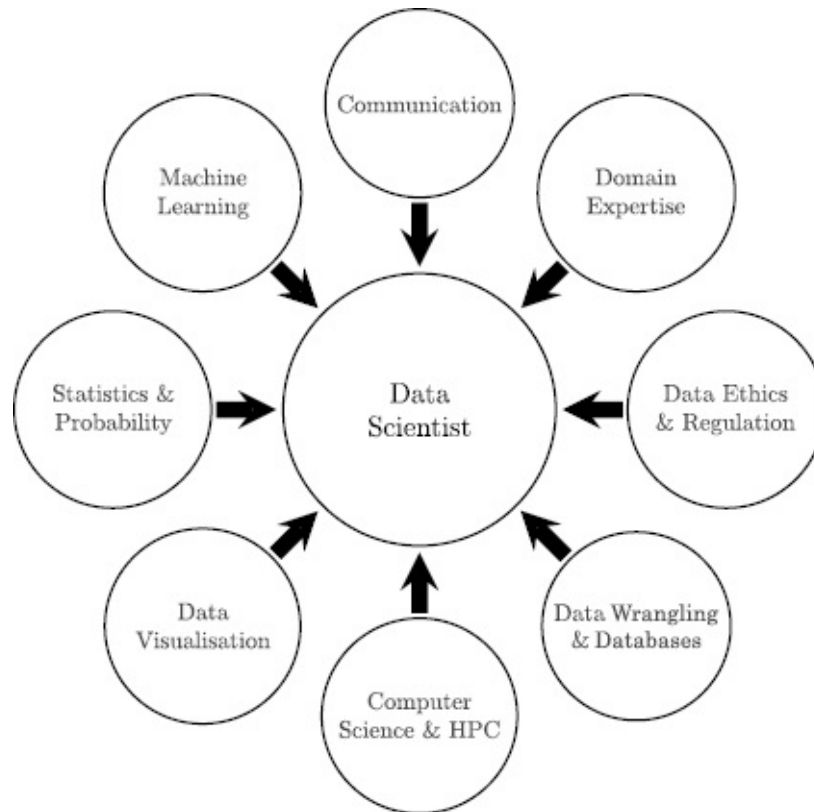 Communication
Machine
Learning
Domain
Expertise
Statistics &
Probability
Data
Scientist
Data Ethics
& Regulation
Data
Visualisation
Data Wrangling
& Databases
Computer
Science & HPC